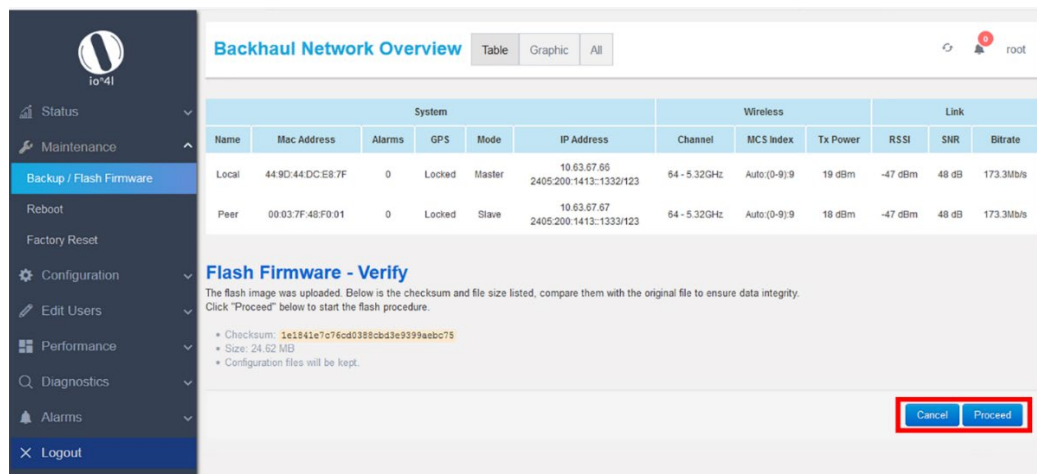 io°4l
Status
Maintenance
Backup / Flash Firmware
Reboot
Factory Reset
Configuration
Edit Users
Performance
Diagnostics
Alarms
Logout
Backhaul Network Overview Table Graphic All 0 root
System Wireless Link
Name Mac Address Alarms GPS Mode IP Address Channel MCS Index Tx Power RSSI SNR Bitrate
Local 44:9D:44:DC:E8:7F 0 Locked Master 10.63.67.66 64 - 5.32GHz Auto:(0-9):9 19 dBm -47 dBm 48 dB 173.3Mb/s
2405:200:1413::1332/123
Peer 00:03:7F:48:F0:01 0 Locked Slave 10.63.67.67 64 - 5.32GHz Auto:(0-9):9 18 dBm -47 dBm 48 dB 173.3Mb/s
2405:200:1413::1333/123
Flash Firmware - Verify
The flash image was uploaded. Below is the checksum and file size listed, compare them with the original file to ensure data integrity.
Click "Proceed" below to start the flash procedure.
Checksum: 1e1841e7c76cd0388cbd3e9399aebc75
Size: 24.62 MB
Configuration files will be kept.
Cancel Proceed